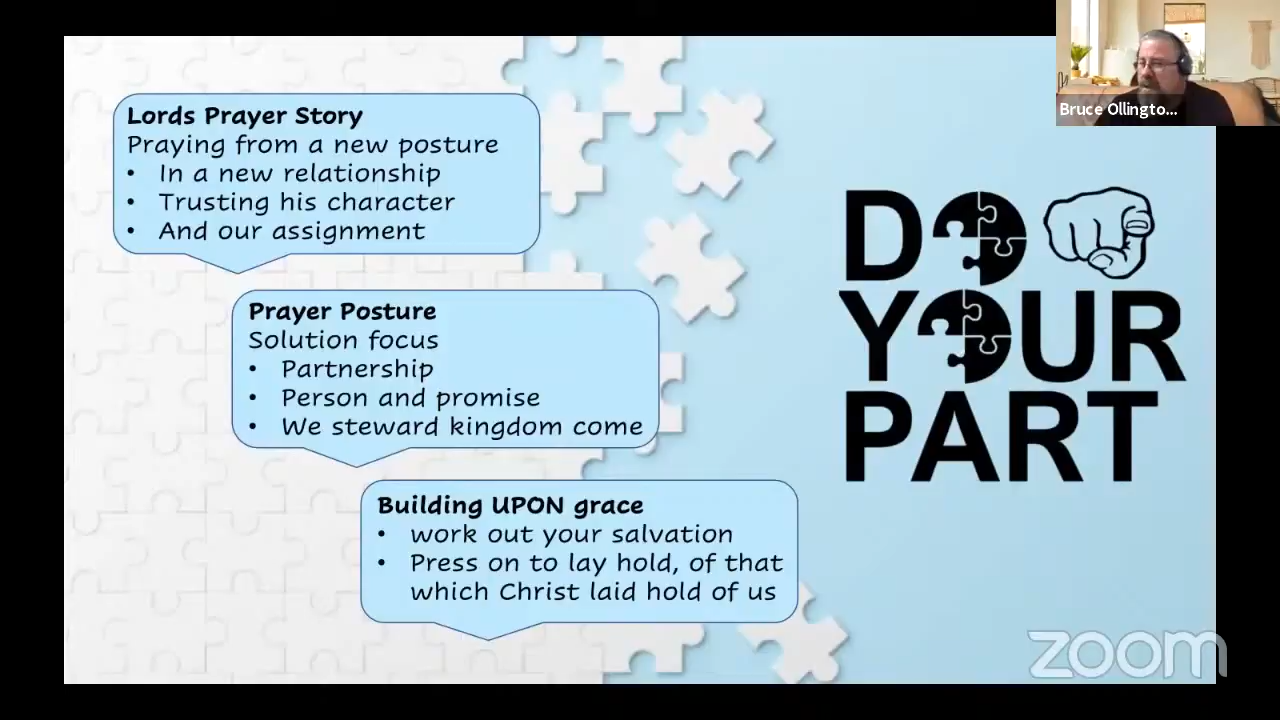 Lords Prayer Story
Praying from a new posture
• In a new relationship
• Trusting his character
• And our assignment
Prayer Posture
Solution focus
• Partnership
• Person and promise
• We steward kingdom come
Building UPON grace
• work out your salvation
• Press on to lay hold, of that
which Christ laid hold of us
DO
YOUR
PART
Bruce Ollingto...
zoom